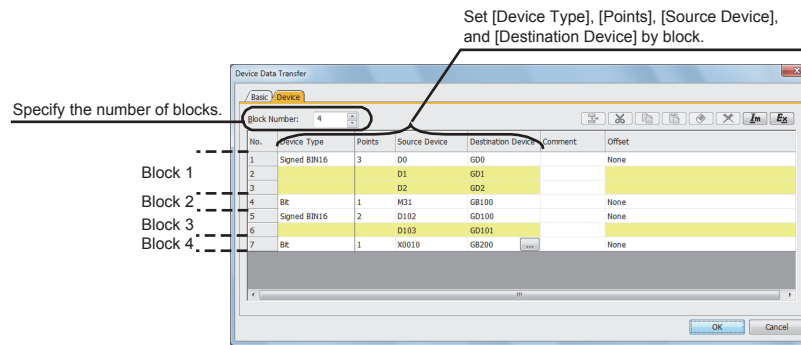 Set [Device Type], [Points], [Source Device],
and [Destination Device] by block.
Device Data Transfer
Basic Device
Specify the number of blocks.
Block Number: 4
Im Ex
No. Device Type Points Source Device Destination Device Comment Offset
Block 1
1 Signed BIN16 3 D0 GD0 None
2 D1 GD1
3 D2 GD2
Block 2
4 Bit 1 M31 GB100 None
Block 3
5 Signed BIN16 2 D102 GD100 None
6 D103 GD101
Block 4
7 Bit 1 X0010 GB200 ... None
OK Cancel